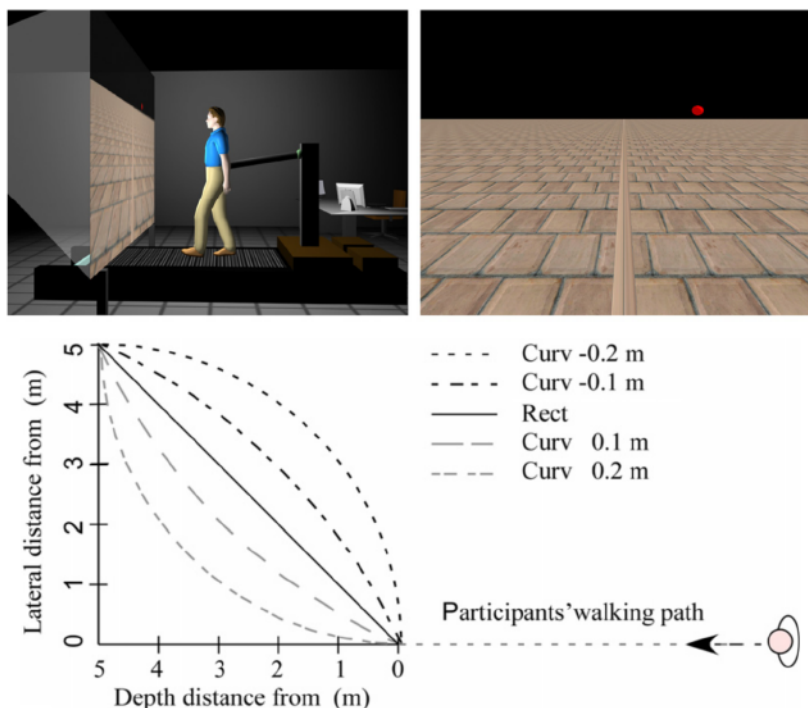 Curv -0.2 m
Curv -0.1 m
Rect
Curv 0.1 m
Curv 0.2 m
Lateral distance from (m)
5
4
3
2
1
0
5 4 3 2 1 0
Depth distance from (m)
Participants'walking path